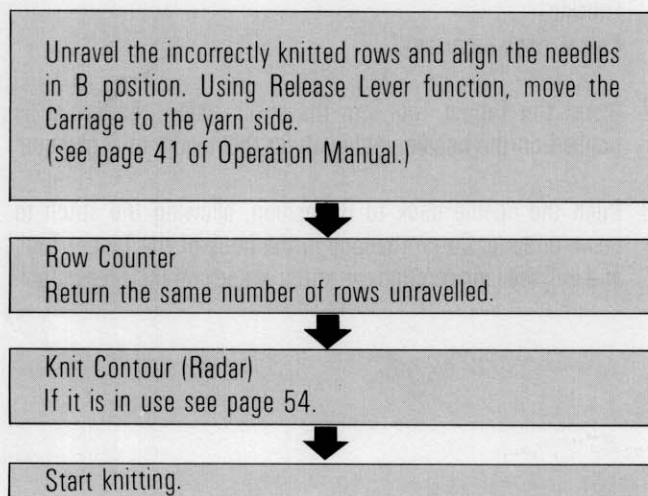 Unravel the incorrectly knitted rows and align the needles
in B position. Using Release Lever function, move the
Carriage to the yarn side.
(see page 41 of Operation Manual.)
Row Counter
Return the same number of rows unravelled.
Knit Contour (Radar)
If it is in use see page 54.
Start knitting.